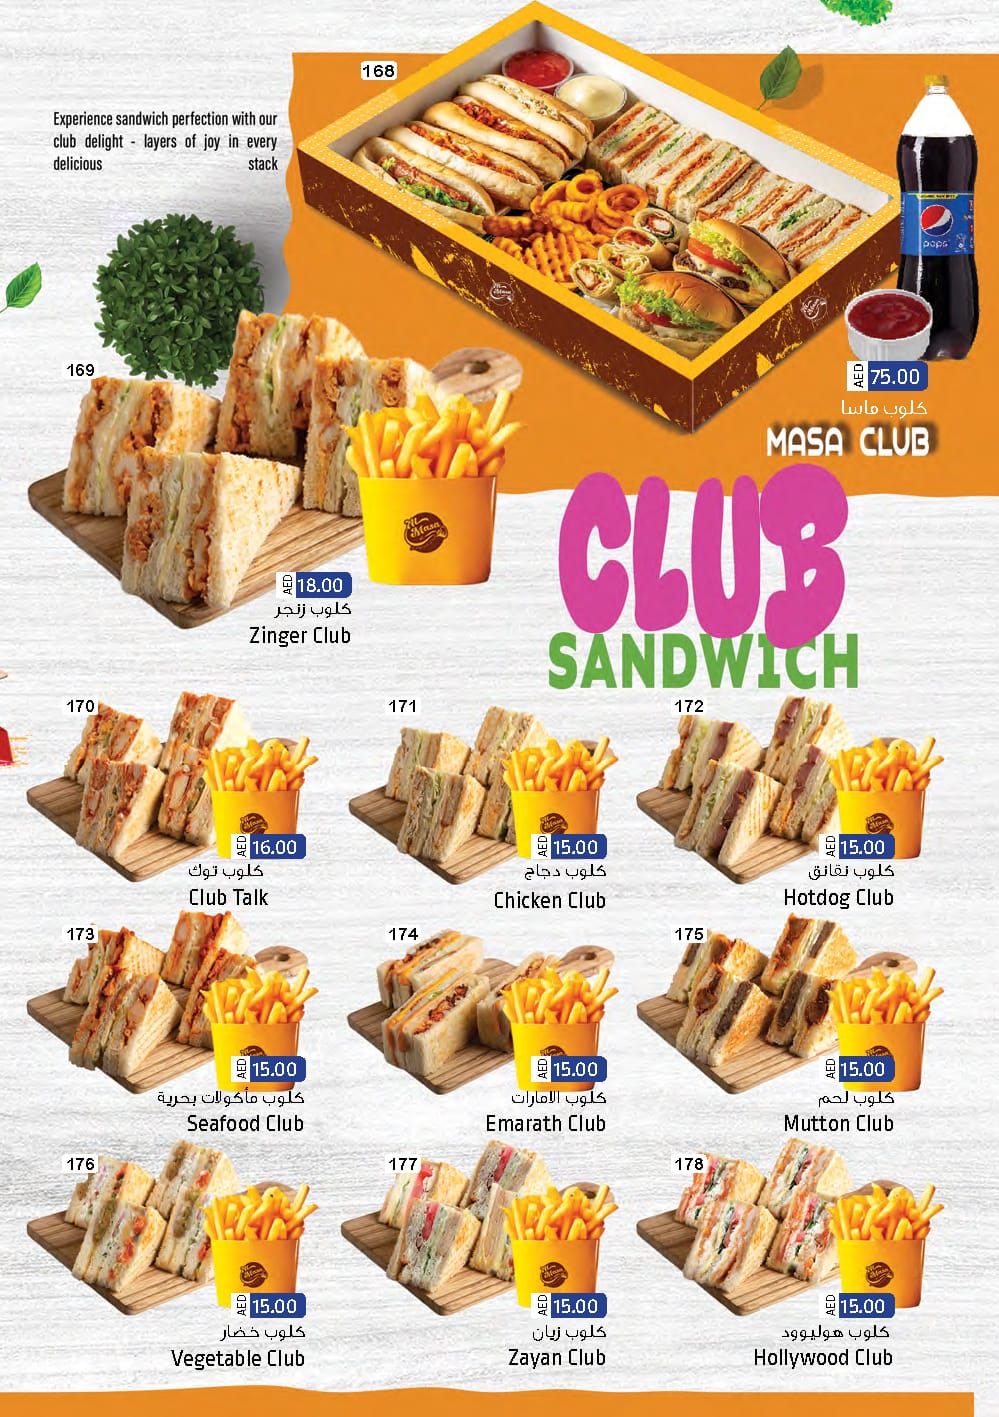 168
Experience sandwich perfection with our
club delight - layers of joy in every
delicious stack
pepsi
169
AED 75.00
كلوب ماسا
MASA CLUB
Al Masa
CLUB
SANDWICH
AED 18.00
كلوب زنجر
Zinger Club
170
AED 16.00
كلوب توك
Club Talk
171
AED 15.00
كلوب دجاج
Chicken Club
172
AED 15.00
كلوب نقانق
Hotdog Club
173
AED 15.00
كلوب مأكولات بحرية
Seafood Club
174
AED 15.00
كلوب الامارات
Emarath Club
175
AED 15.00
كلوب لحم
Mutton Club
176
AED 15.00
كلوب خضار
Vegetable Club
177
AED 15.00
كلوب زيان
Zayan Club
178
AED 15.00
كلوب هوليوود
Hollywood Club